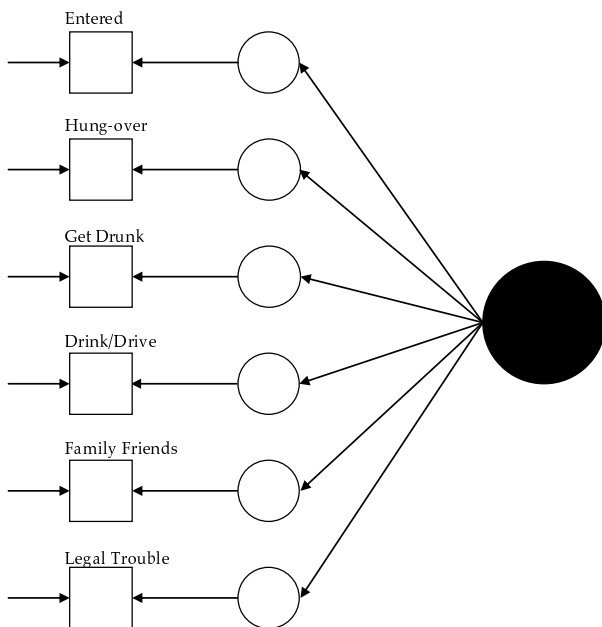 Entered
Hung-over
Get Drunk
Drink/Drive
Family Friends
Legal Trouble